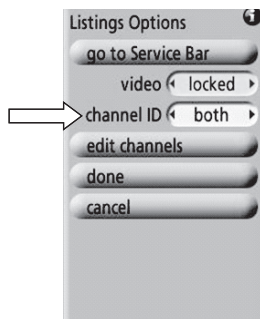 Listings Options
go to Service Bar
video locked
channel ID both
edit channels
done
cancel